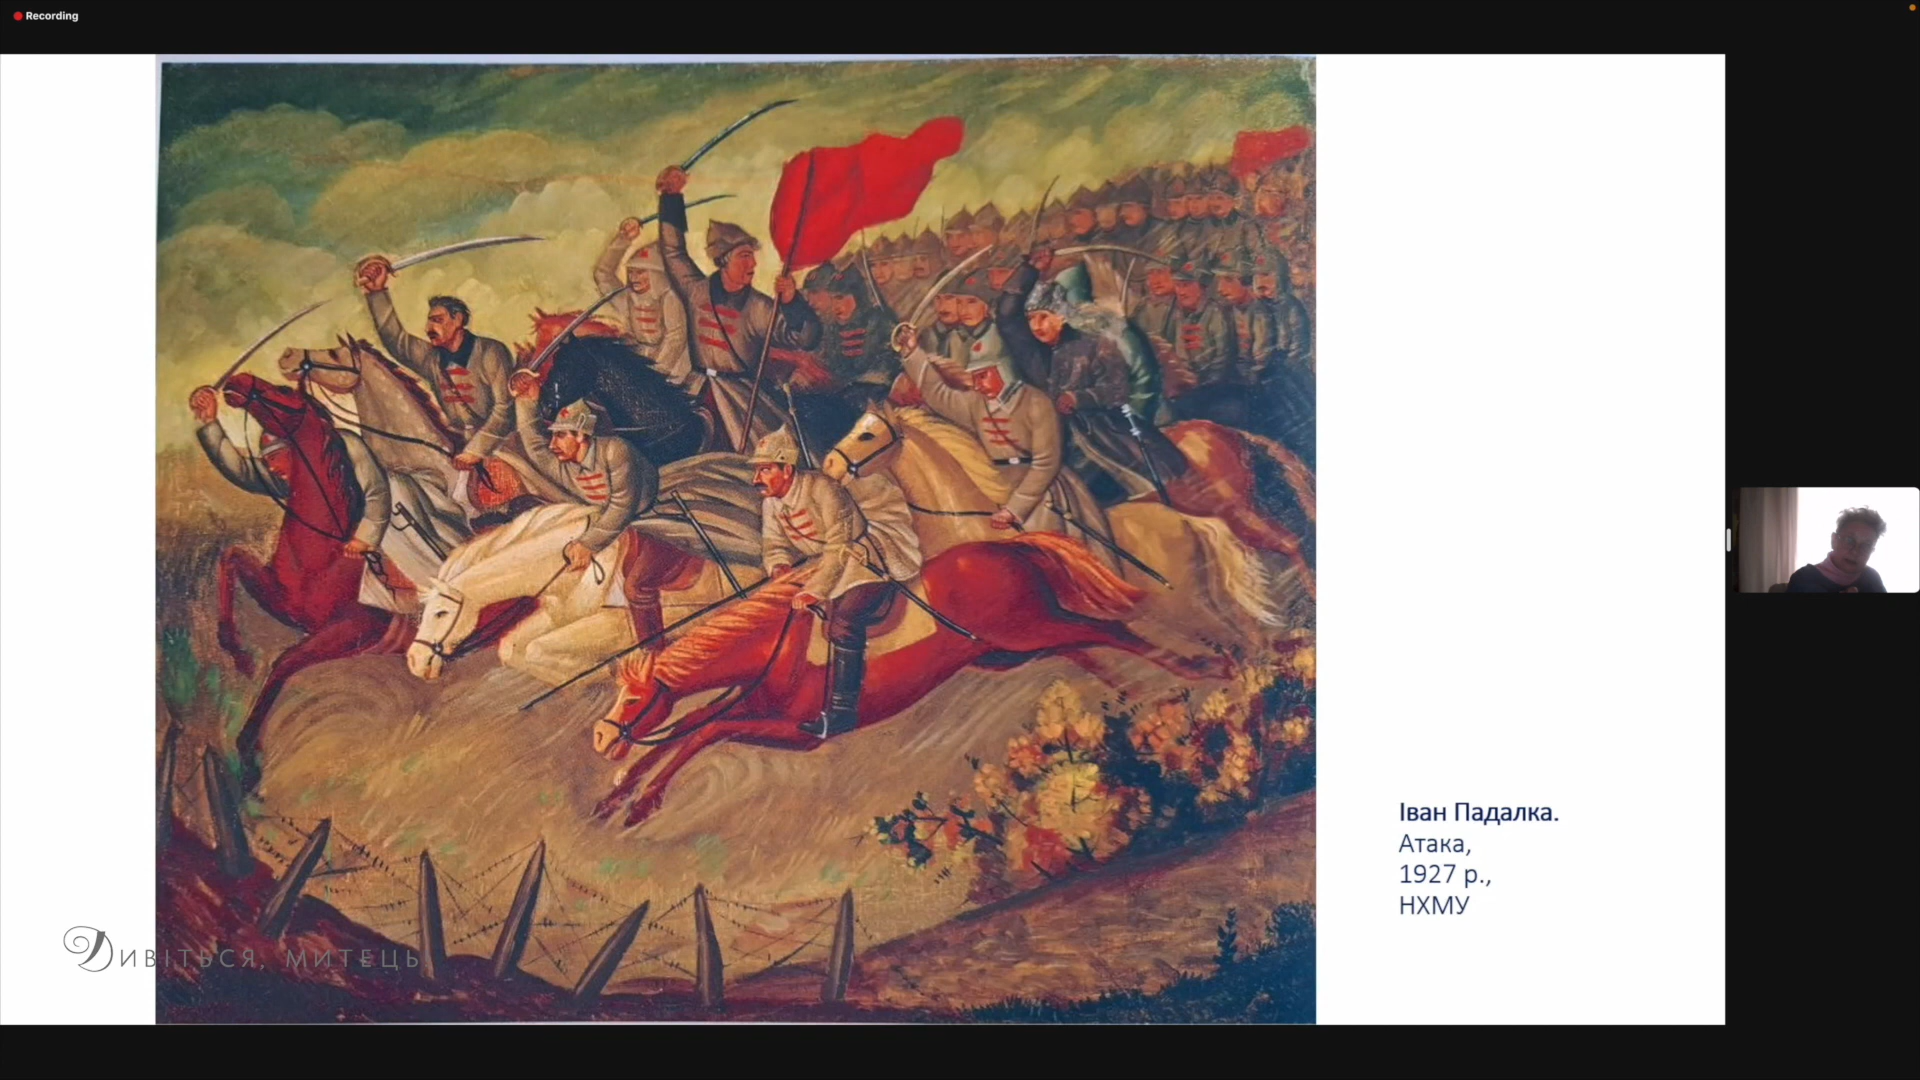 Recording
Іван Падалка.
Атака,
1927 р.,
НХМУ
Дивіться, митець